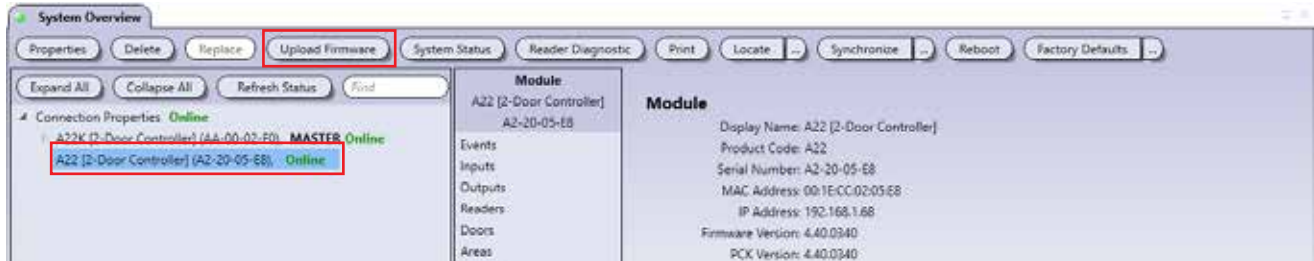 System Overview
Properties Delete Replace Upload Firmware System Status Reader Diagnostic Print Locate ... Synchronize ... Reboot Factory Defaults ...
Expand All Collapse All Refresh Status Find
Connection Properties Online
A22K [2-Door Controller] (AA-00-02-E0), MASTER Online
A22 [2-Door Controller] (A2-20-05-E8), Online
Module
A22 [2-Door Controller]
A2-20-05-E8
Events
Inputs
Outputs
Readers
Doors
Areas
Module
Display Name: A22 [2-Door Controller]
Product Code: A22
Serial Number: A2-20-05-E8
MAC Address: 00:1E:CC:02:05:E8
IP Address: 192.168.1.68
Firmware Version: 4.40.0340
PCK Version: 4.40.0340